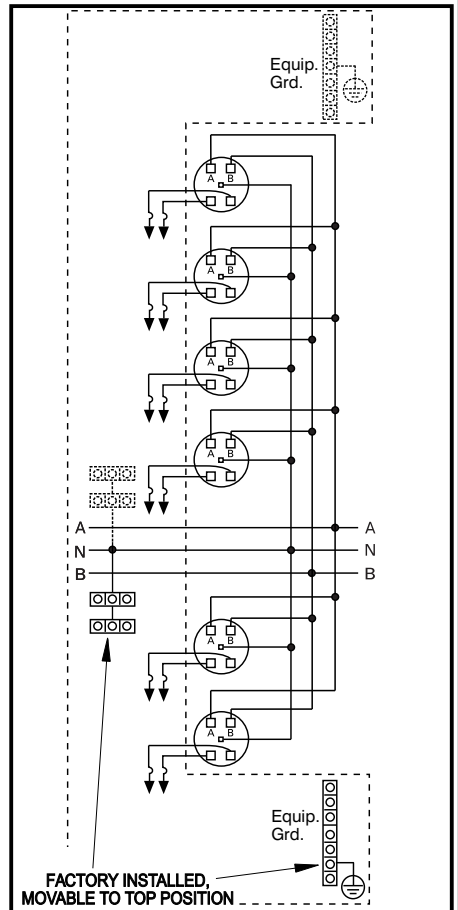 Equip.
Grd.
A B
A B
A B
A B
A A
N N
B B
A B
A B
Equip.
Grd.
FACTORY INSTALLED,
MOVABLE TO TOP POSITION